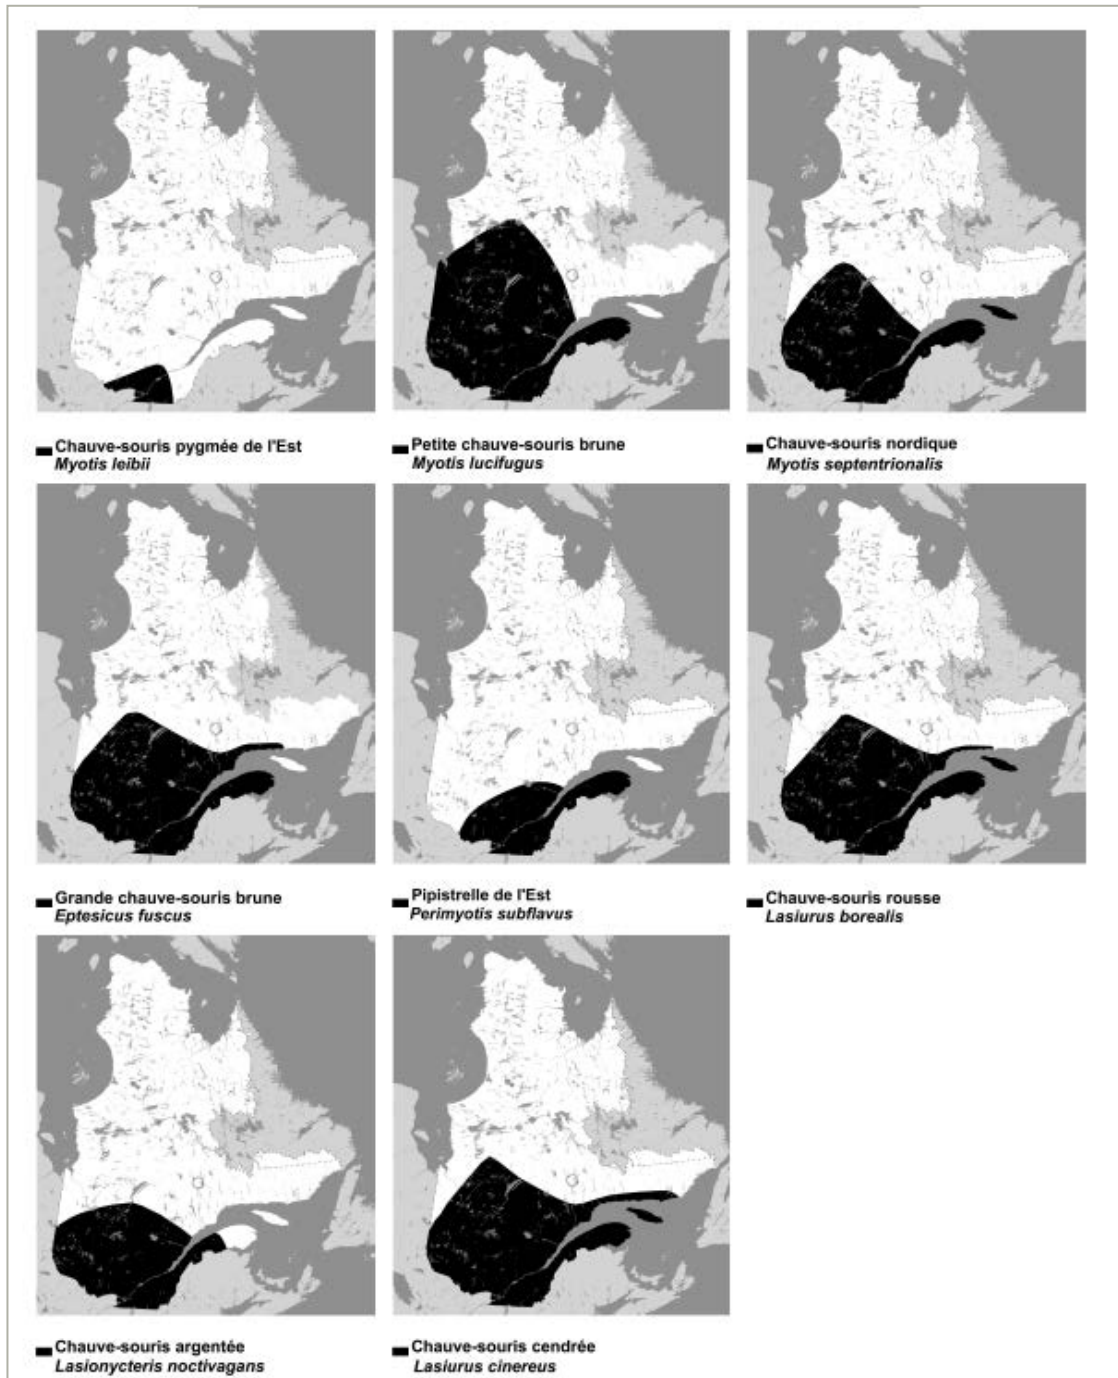 Chauve-souris pygmée de l'Est
Myotis leibii
Petite chauve-souris brune
Myotis lucifugus
Chauve-souris nordique
Myotis septentrionalis
Grande chauve-souris brune
Eptesicus fuscus
Pipistrelle de l'Est
Perimyotis subflavus
Chauve-souris rousse
Lasiurus borealis
Chauve-souris argentée
Lasionycteris noctivagans
Chauve-souris cendrée
Lasiurus cinereus